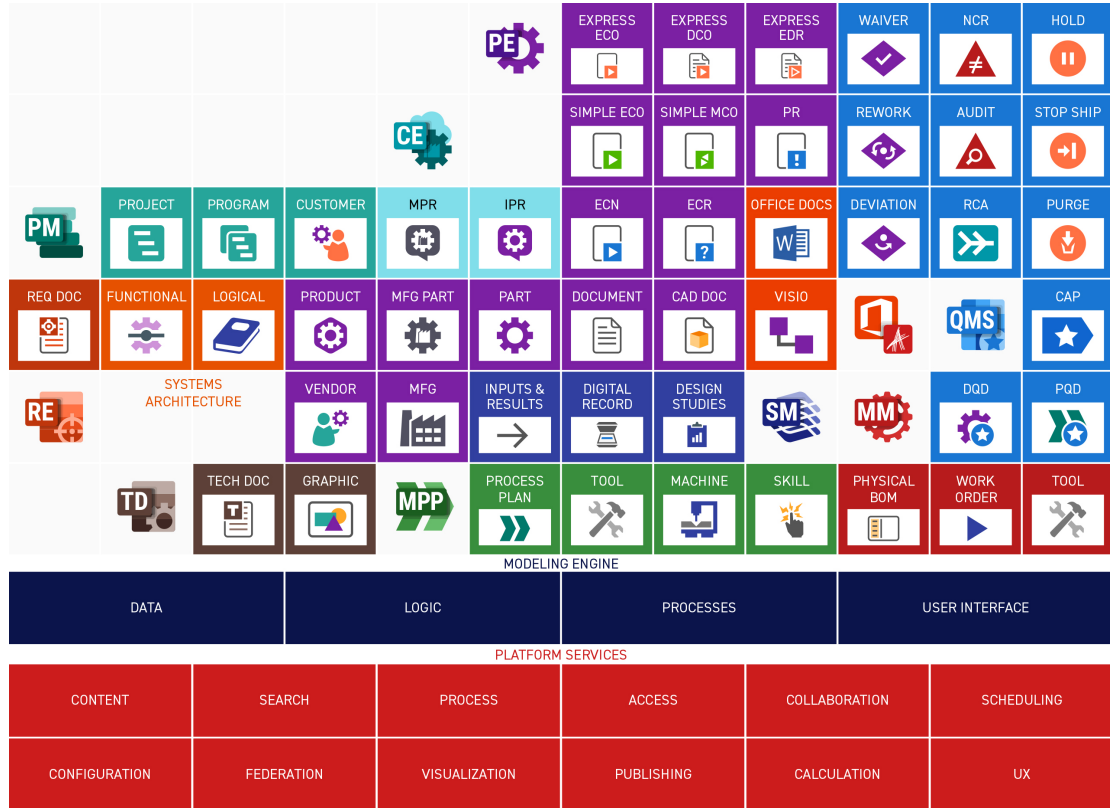 EXPRESS ECO
EXPRESS DCO
EXPRESS EDR
WAIVER
NCR
HOLD
PE
SIMPLE ECO
SIMPLE MCO
PR
REWORK
AUDIT
STOP SHIP
CE
PROJECT
PROGRAM
CUSTOMER
MPR
IPR
ECN
ECR
OFFICE DOCS
DEVIATION
RCA
PURGE
PM
W
REQ DOC
FUNCTIONAL
LOGICAL
PRODUCT
MFG PART
PART
DOCUMENT
CAD DOC
VISIO
QMS
CAP
RE
SYSTEMS
ARCHITECTURE
VENDOR
MFG
INPUTS &
RESULTS
DIGITAL
RECORD
DESIGN
STUDIES
SM
MM
DQD
PQD
TD
TECH DOC
T
GRAPHIC
MPP
PROCESS
PLAN
TOOL
MACHINE
SKILL
PHYSICAL
BOM
WORK
ORDER
TOOL
MODELING ENGINE
DATA
LOGIC
PROCESSES
USER INTERFACE
PLATFORM SERVICES
CONTENT
SEARCH
PROCESS
ACCESS
COLLABORATION
SCHEDULING
CONFIGURATION
FEDERATION
VISUALIZATION
PUBLISHING
CALCULATION
UX